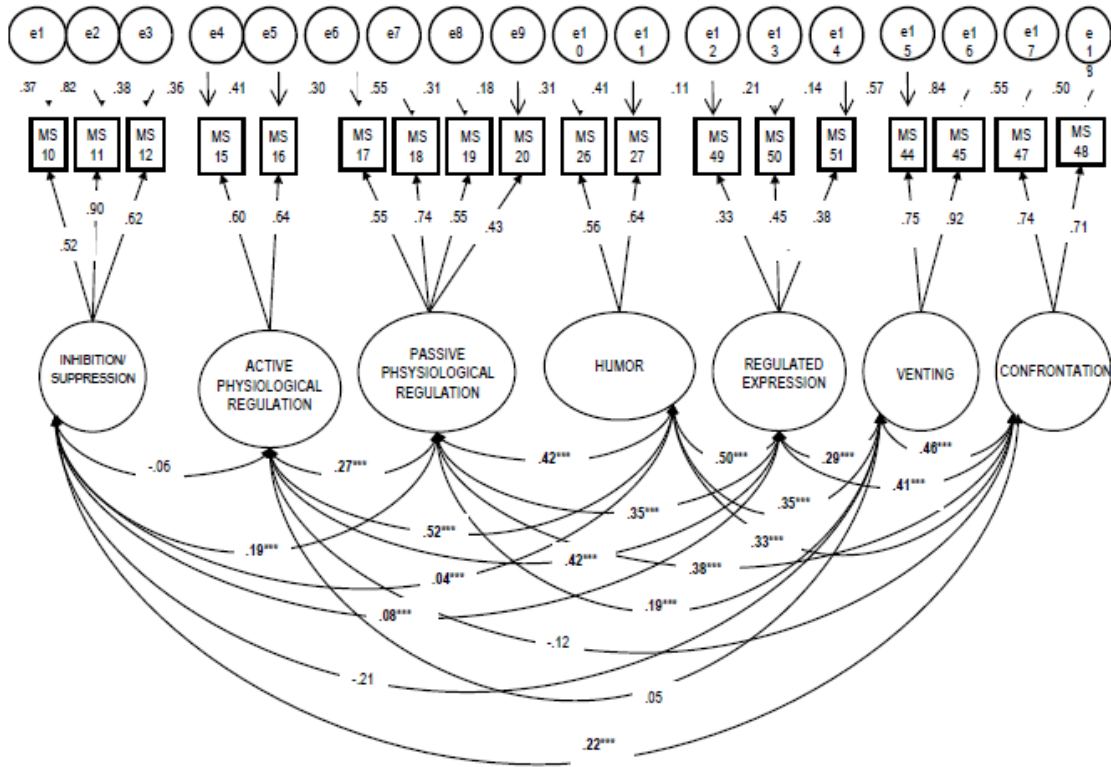 e1 e2 e3 e4 e5 e6 e7 e8 e9 e1 0 e1 1 e1 2 e1 3 e1 4 e1 5 e1 6 e1 7 e 1 8
.37 .82 .38 .36 .41 .30 .55 .31 .18 .31 .41 .11 .21 .14 .57 .84 .55 .50
MS 10 MS 11 MS 12 MS 15 MS 16 MS 17 MS 18 MS 19 MS 20 MS 26 MS 27 MS 49 MS 50 MS 51 MS 44 MS 45 MS 47 MS 48
.52 .90 .62 .60 .64 .55 .74 .55 .43 .56 .64 .33 .45 .38 .75 .92 .74 .71
INHIBITION/
SUPPRESSION
ACTIVE
PHYSIOLOGICAL
REGULATION
PASSIVE
PHSYSIOLOGICAL
REGULATION
HUMOR
REGULATED
EXPRESSION
VENTING
CONFRONTATION
-.06 .27*** .42*** .50*** .29*** .46***
.41***
.19*** .52*** .35*** .35***
.04*** .42*** .38*** .33***
.08*** .19***
-.12
-.21 .05
.22***